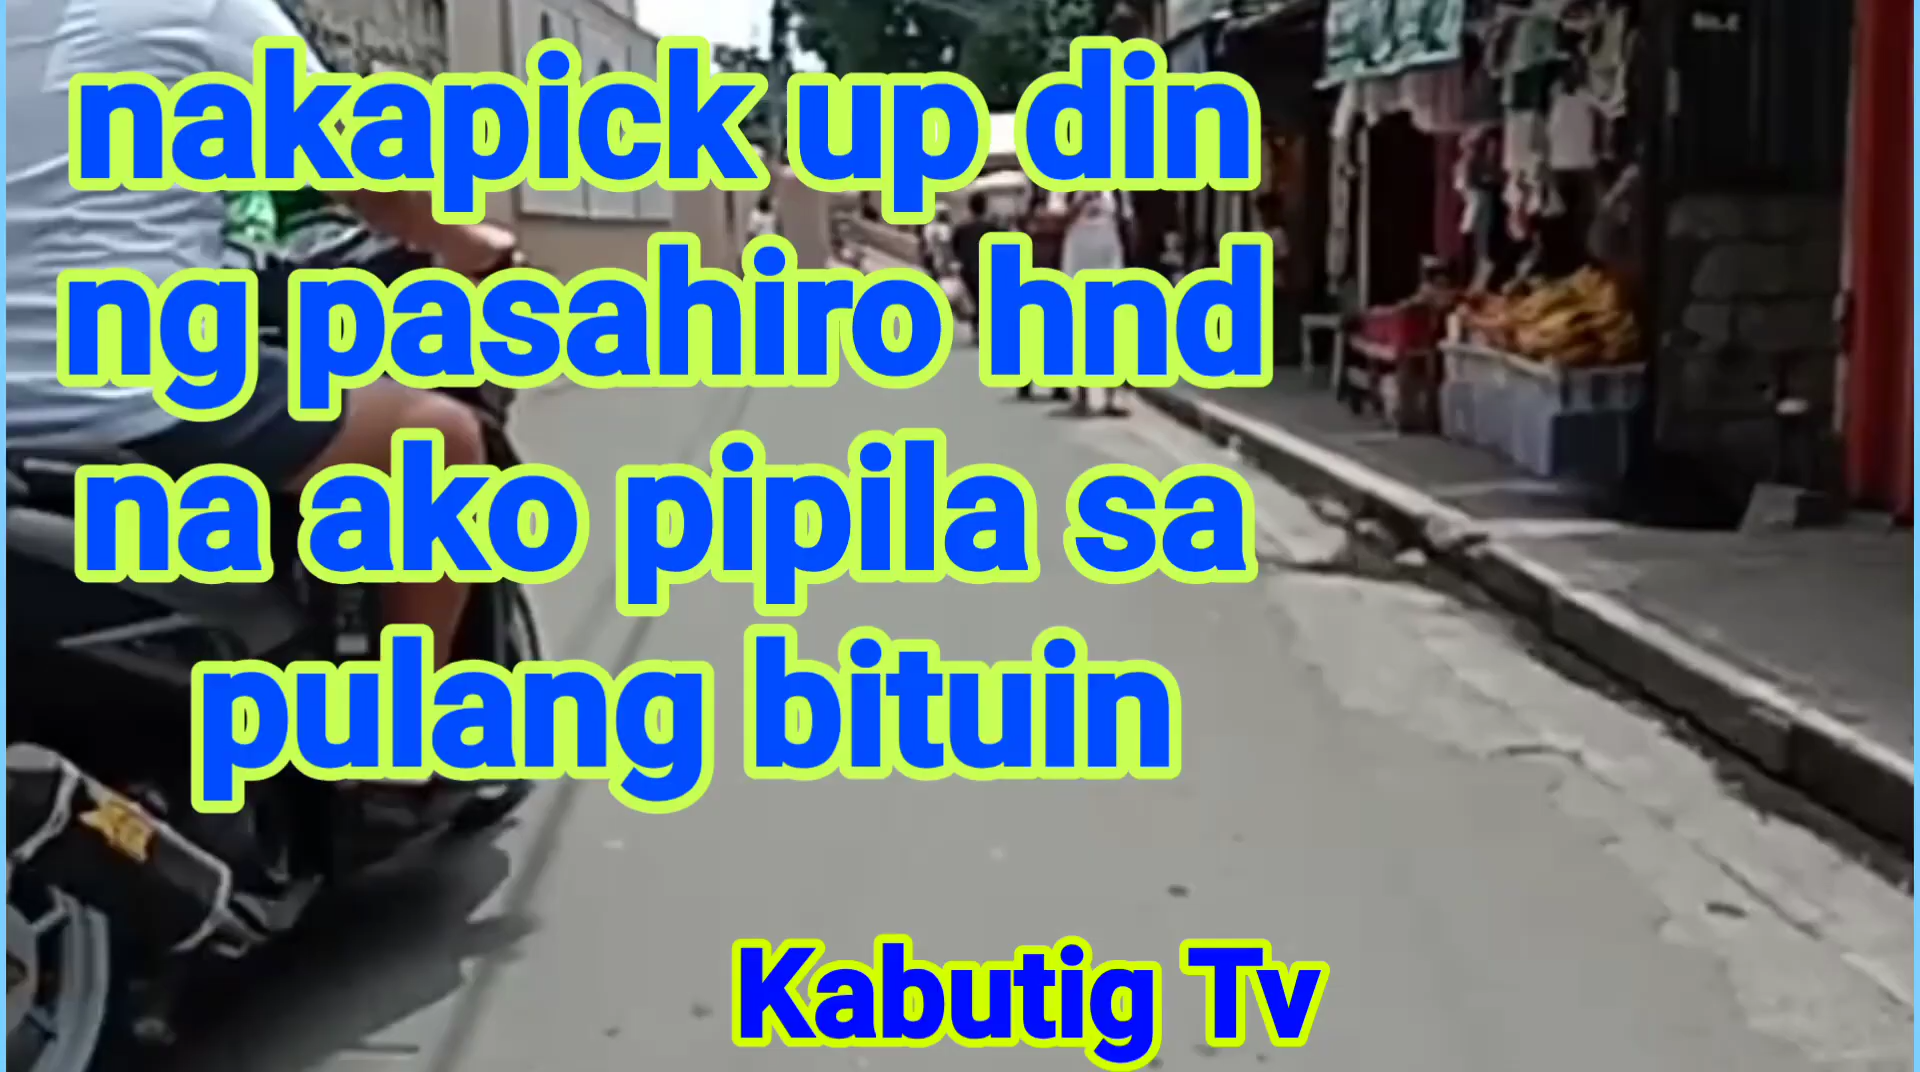 nakapick up din
ng pasahiro hnd
na ako pipila sa
pulang bituin
Kabutig Tv